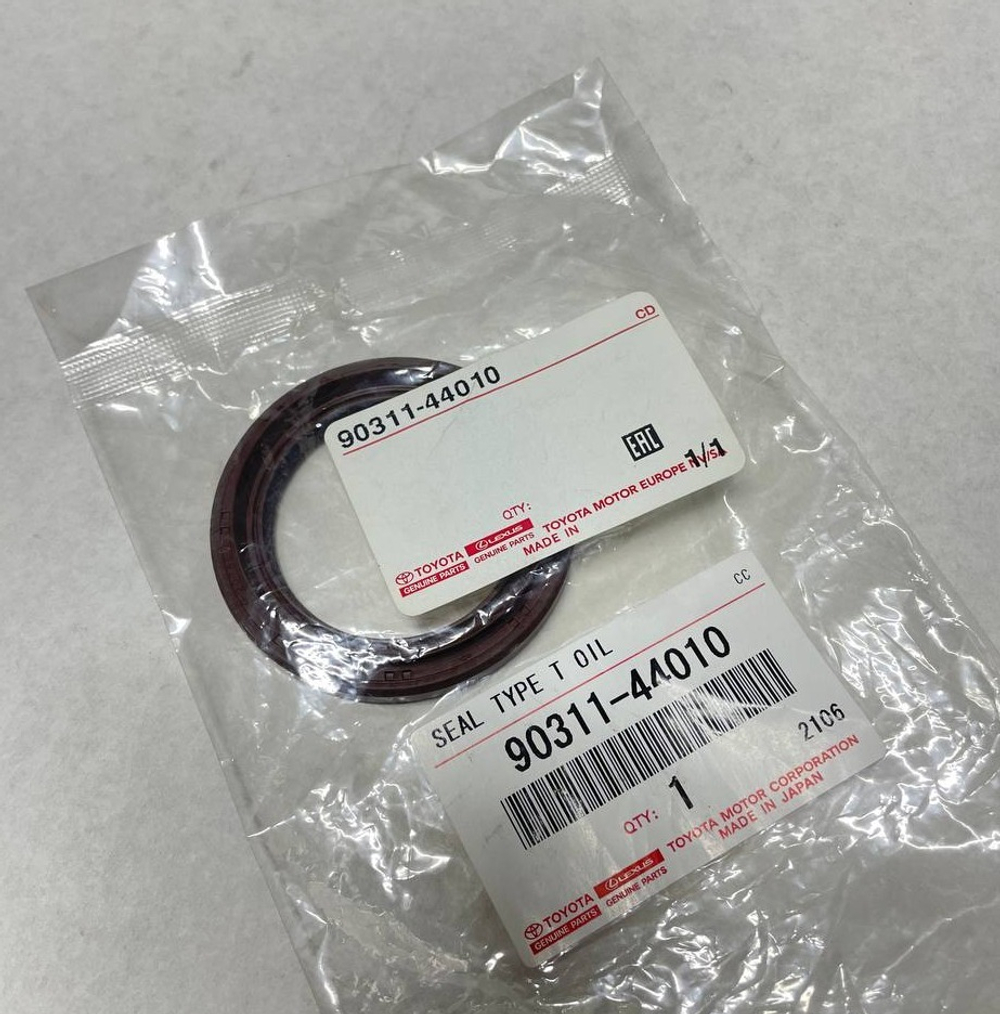 CD
90311-44010
EAC
1/1
QTY:
TOYOTA LEXUS TOYOTA MOTOR EUROPE NV/SA
GENUINE PARTS GENUINE PARTS MADE IN
CC
SEAL TYPE T OIL
90311-44010
2106
QTY: 1
TOYOTA LEXUS TOYOTA MOTOR CORPORATION
GENUINE PARTS GENUINE PARTS MADE IN JAPAN